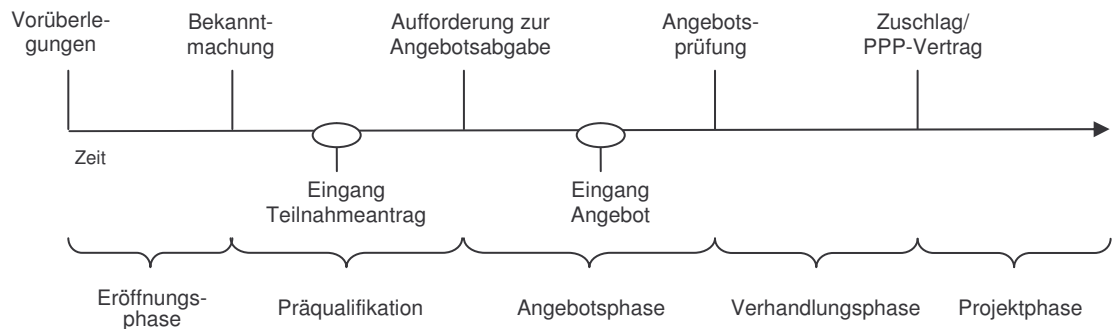 Vorüberle-
gungen
Bekannt-
machung
Aufforderung zur
Angebotsabgabe
Angebots-
prüfung
Zuschlag/
PPP-Vertrag
Zeit
Eingang
Teilnahmeantrag
Eingang
Angebot
Eröffnungs-
phase
Präqualifikation
Angebotsphase
Verhandlungsphase
Projektphase